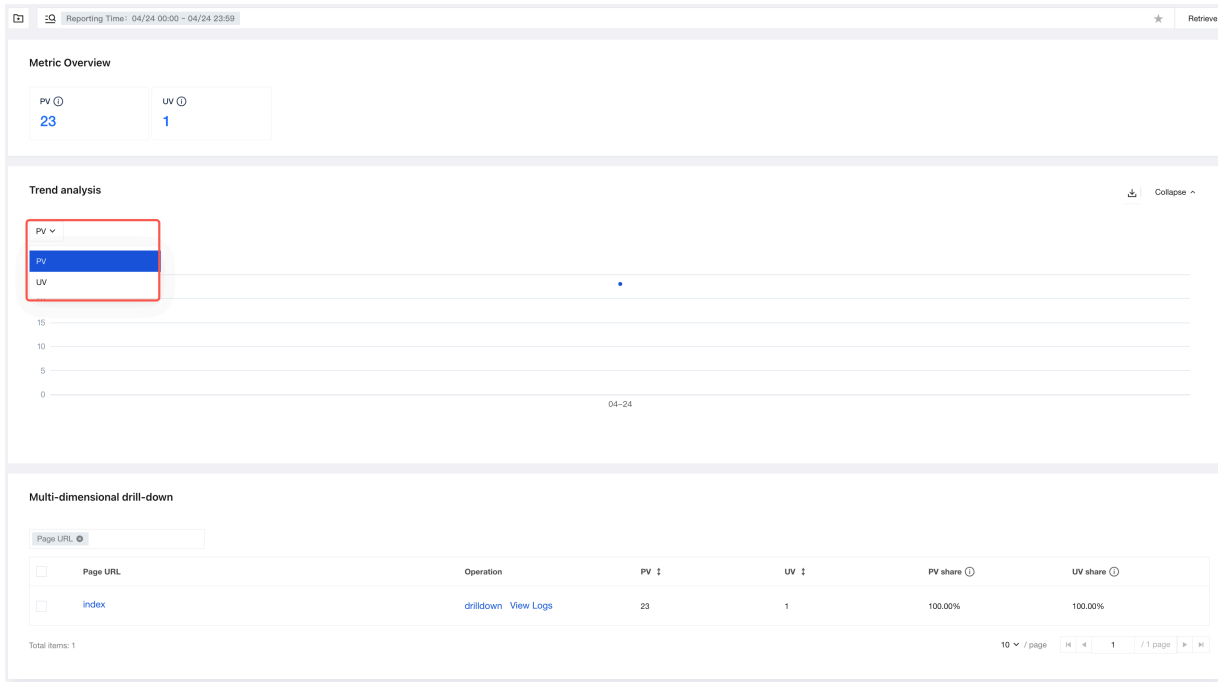 Reporting Time: 04/24 00:00 ~ 04/24 23:59
Retrieve
Metric Overview
PV
UV
23
1
Trend analysis
Collapse
PV
PV
UV
15
10
5
0
04-24
Multi-dimensional drill-down
Page URL
Page URL Operation PV UV PV share UV share
index drilldown View Logs 23 1 100.00% 100.00%
Total items: 1 10 / page 1 / 1 page